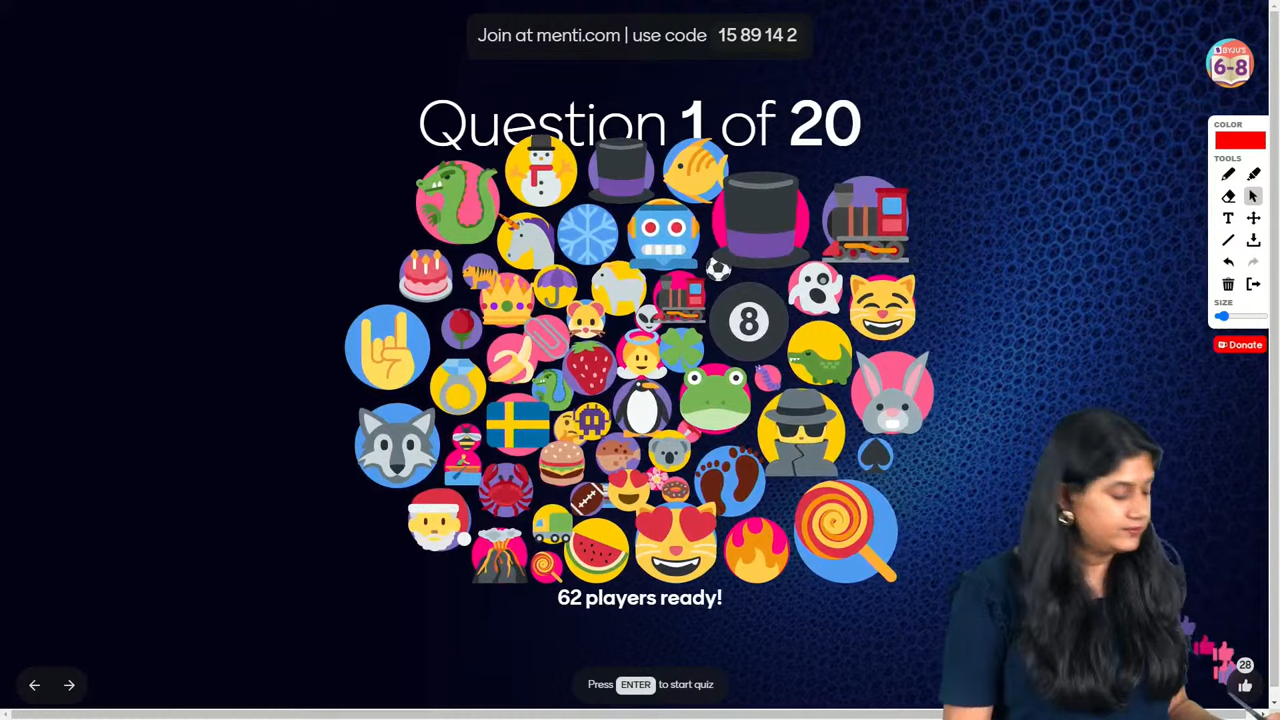 Join at menti.com | use code 15 89 14 2
BYJU'S
6-8
Question 1 of 20
COLOR
TOOLS
T
SIZE
Donate
8
62 players ready!
28
Press ENTER to start quiz